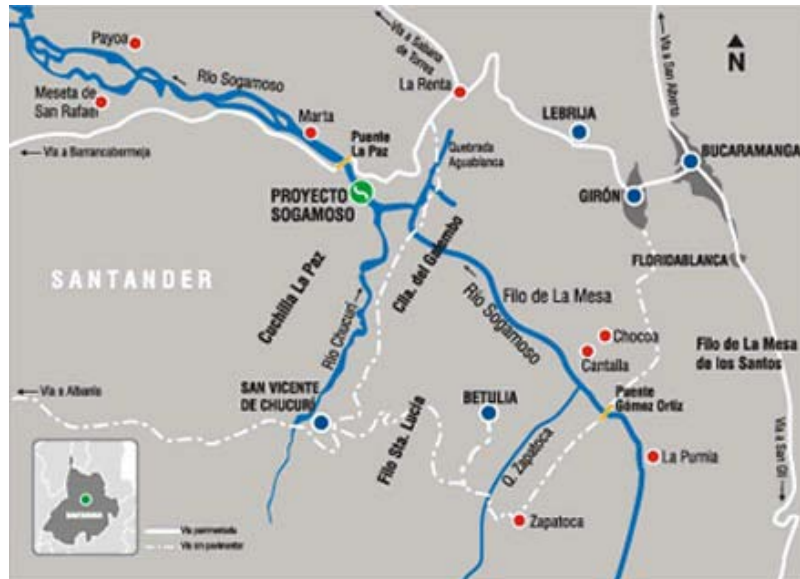 Payoa
Río Sogamoso
Vía a Sabana
de Torres
Vía a San Alberto
N
Meseta de
San Rafael
La Renta
LEBRIJA
Marta
Puente
La Paz
Quebrada
Aguablanca
BUCARAMANGA
Vía a Barrancabermeja
PROYECTO
SOGAMOSO
GIRÓN
SANTANDER
Cuchilla La Paz
Clla. del Gatembo
FLORIDABLANCA
Río Sogamoso
Filo de La Mesa
Río Chucurí
Chocoa
Cantalla
Filo de La Mesa
de los Santos
Vía a Albania
SAN VICENTE
DE CHUCURÍ
BETULIA
Puente
Gómez Ortiz
Filo Sta. Lucía
Q. Zapatoca
La Purnia
Vía a San Gil
Zapatoca
SANTANDER
Vía pavimentada
Vía sin pavimentar